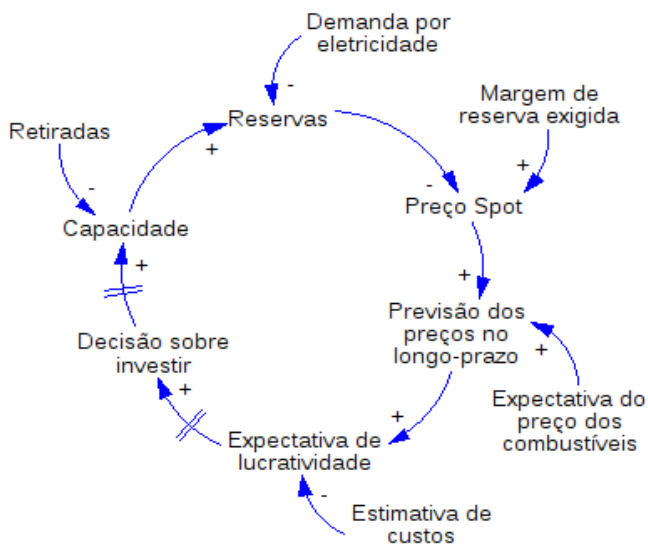 Demanda por
eletricidade
-
Reservas
Margem de
reserva exigida
+
Retiradas
-
+
-
Preço Spot
Capacidade
+
+
Previsão dos
preços no
longo-prazo
+
Decisão sobre
investir
+
Expectativa do
preço dos
combustíveis
+
Expectativa de
lucratividade
-
Estimativa de
custos